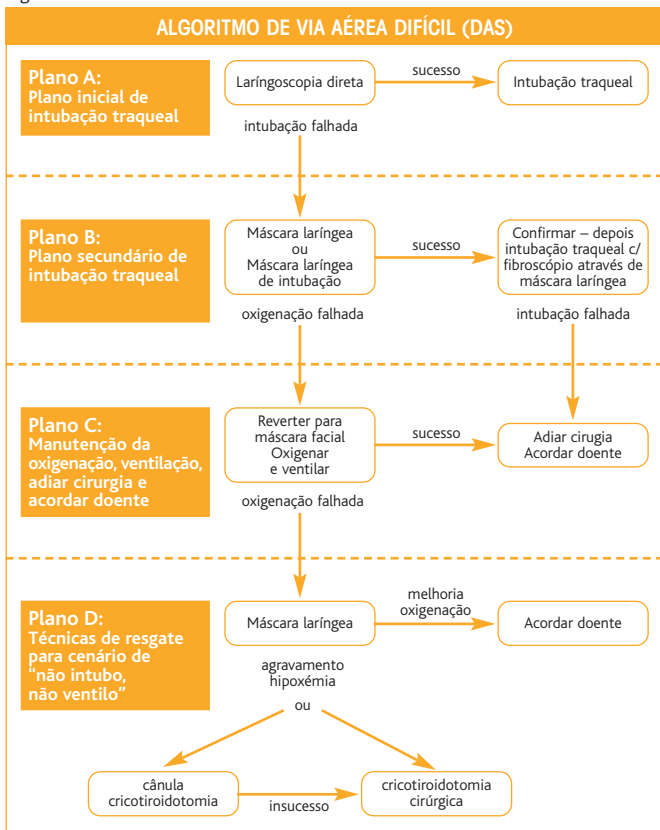 ALGORITMO DE VIA AÉREA DIFÍCIL (DAS)
Plano A:
Plano inicial de
intubação traqueal
Laríngoscopia direta
sucesso
Intubação traqueal
intubação falhada
Plano B:
Plano secundário de
intubação traqueal
Máscara laríngea
ou
Máscara laríngea
de intubação
sucesso
Confirmar – depois
intubação traqueal c/
fibroscópio através de
máscara laríngea
oxigenação falhada
intubação falhada
Plano C:
Manutenção da
oxigenação, ventilação,
adiar cirurgia e
acordar doente
Reverter para
máscara facial
Oxigenar
e ventilar
sucesso
Adiar cirugia
Acordar doente
oxigenação falhada
Plano D:
Técnicas de resgate
para cenário de
"não intubo,
não ventilo"
Máscara laríngea
melhoria
oxigenação
Acordar doente
agravamento
hipoxémia
ou
cânula
cricotiroidotomia
insucesso
cricotiroidotomia
cirúrgica